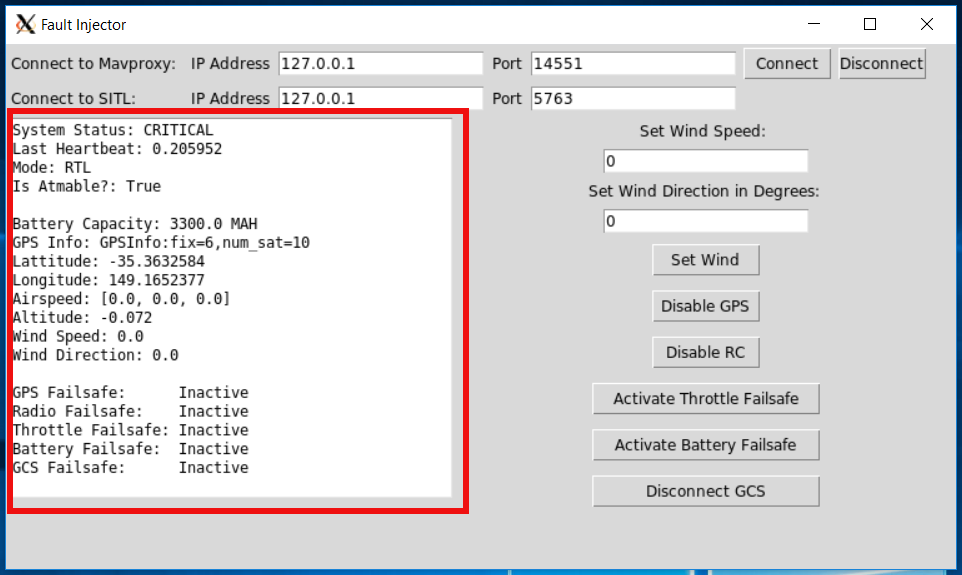 Fault Injector
Connect to Mavproxy: IP Address 127.0.0.1 Port 14551 Connect Disconnect
Connect to SITL: IP Address 127.0.0.1 Port 5763
System Status: CRITICAL
Last Heartbeat: 0.205952
Mode: RTL
Is Atmable?: True
Battery Capacity: 3300.0 MAH
GPS Info: GPSInfo:fix=6,num_sat=10
Lattitude: -35.3632584
Longitude: 149.1652377
Airspeed: [0.0, 0.0, 0.0]
Altitude: -0.072
Wind Speed: 0.0
Wind Direction: 0.0
GPS Failsafe: Inactive
Radio Failsafe: Inactive
Throttle Failsafe: Inactive
Battery Failsafe: Inactive
GCS Failsafe: Inactive
Set Wind Speed:
0
Set Wind Direction in Degrees:
0
Set Wind
Disable GPS
Disable RC
Activate Throttle Failsafe
Activate Battery Failsafe
Disconnect GCS